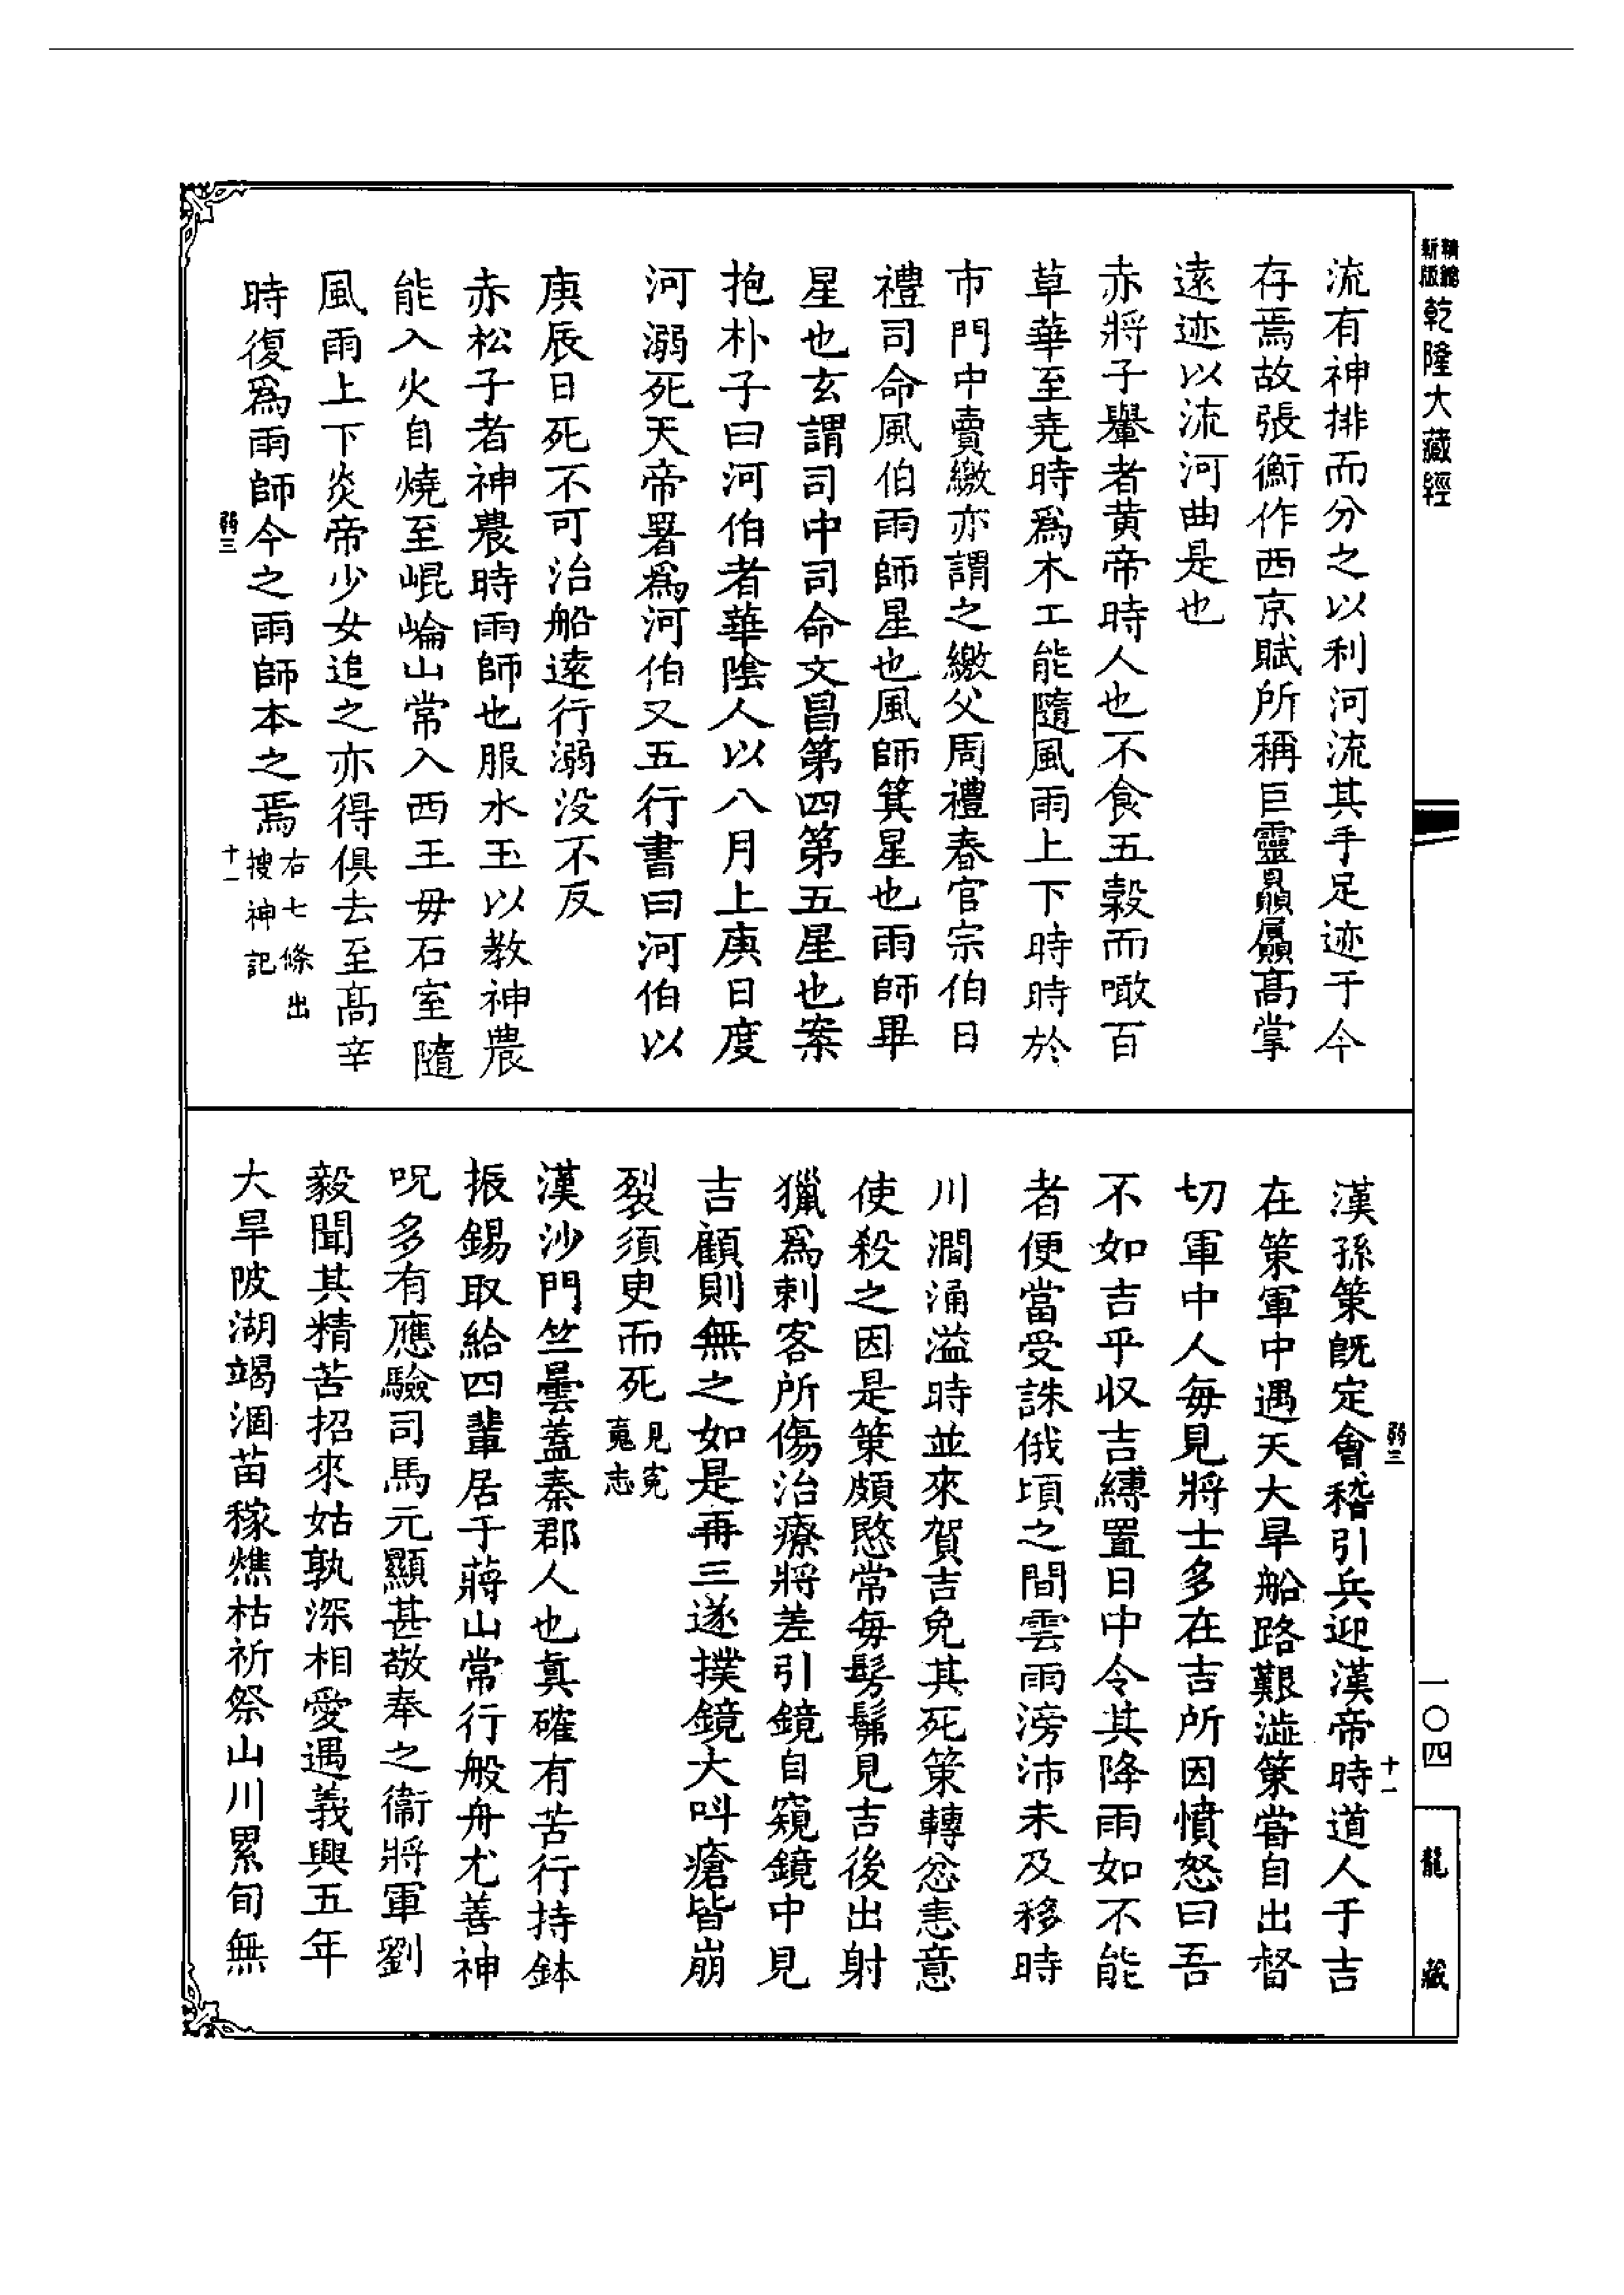 精縮
新版
乾隆大藏經
流有神排而分之以利河流其手足迹于今
存焉故張衡作西京賦所稱巨靈贔屭高掌
遠迹以流河曲是也
赤將子轝者黃帝時人也不食五穀而噉百
草華至堯時爲木工能隨風雨上下時時於
市門中賣繳亦謂之繳父周禮春官宗伯曰
禮司命風伯雨師星也風師箕星也雨師畢
星也玄謂司中司命文昌第四第五星也案
抱朴子曰河伯者華陰人以八月上庚日度
河溺死天帝署爲河伯又五行書曰河伯以
庚辰日死不可治船遠行溺没不反
赤松子者神農時雨師也服水玉以教神農
能入火自燒至崐崘山常入西王毋石室隨
風雨上下炎帝少女追之亦得俱去至高辛
時復爲雨師今之雨師本之焉
右七條出
搜神記
弱三
十一
一〇四
龍藏
弱三
十一
漢孫策既定會稽引兵迎漢帝時道人于吉
在策軍中遇天大旱船路艱澁策甞自出督
切軍中人每見將士多在吉所因憤怒曰吾
不如吉乎収吉縛置日中令其降雨如不能
者便當受誅俄頃之間雲雨滂沛未及移時
川澗涌溢時並來賀吉免其死策轉忿恚意
使殺之因是策頗愍常每髣髴見吉後出射
獵爲刺客所傷治療將差引鏡自窺鏡中見
吉顧則無之如是再三遂撲鏡大呌瘡皆崩
裂須更而死
見寃
䰟志
漢沙門竺曇蓋秦郡人也真確有苦行持鉢
振錫取給四輩居于蔣山常行般舟尤善神
呪多有應驗司馬元顯甚敬奉之衞將軍劉
毅聞其精苦招來姑孰深相愛遇義興五年
大旱陂湖竭涸苗稼燋枯祈祭山川累旬無